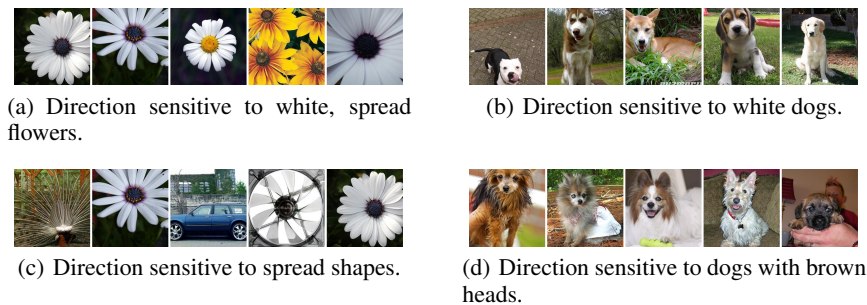 (a) Direction sensitive to white, spread
flowers.
(b) Direction sensitive to white dogs.
(c) Direction sensitive to spread shapes.
(d) Direction sensitive to dogs with brown
heads.